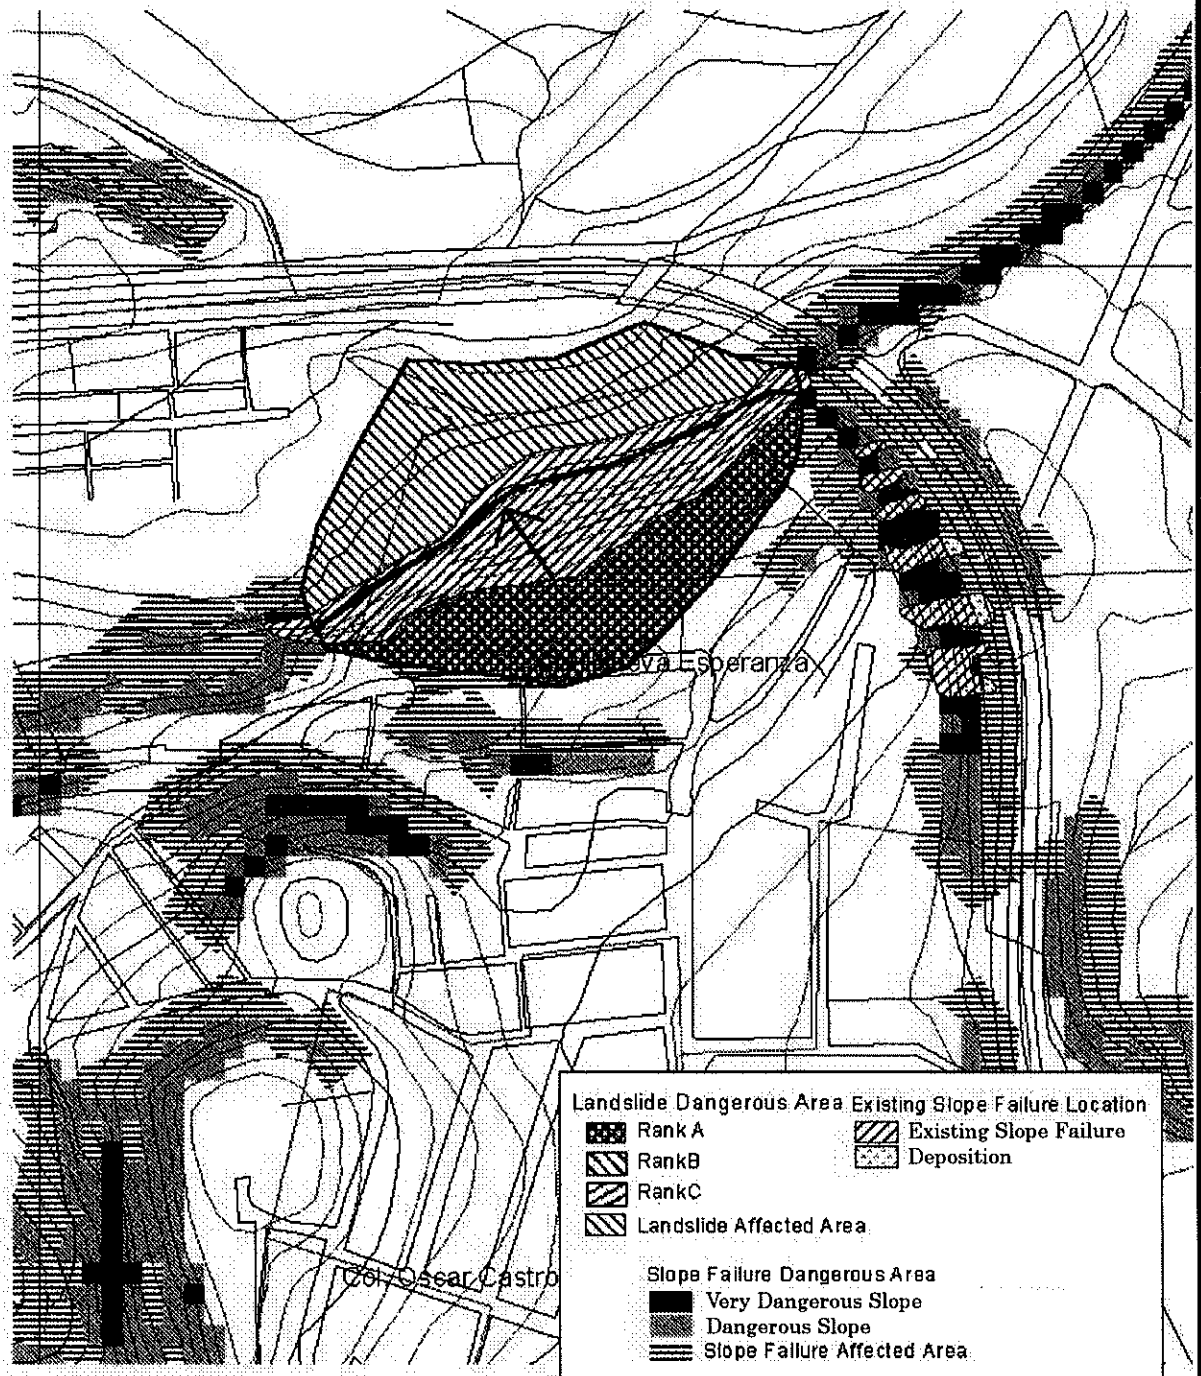 Esperanza
Col. Oscar Castro
Landslide Dangerous Area
Rank A
RankB
RankC
Landslide Affected Area
Existing Slope Failure Location
Existing Slope Failure
Deposition
Slope Failure Dangerous Area
Very Dangerous Slope
Dangerous Slope
Slope Failure Affected Area